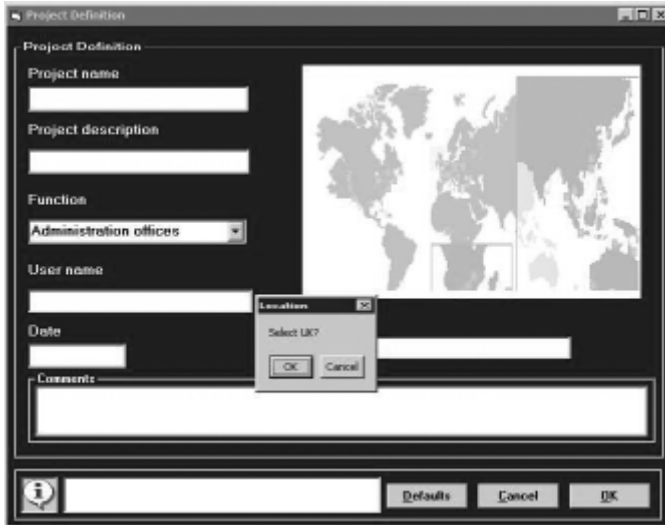 Project Definition
Project Definition
Project name
Project description
Function
Administration offices
User name
Location
Select UK?
OK Cancel
Date
Comments
Defaults Cancel OK